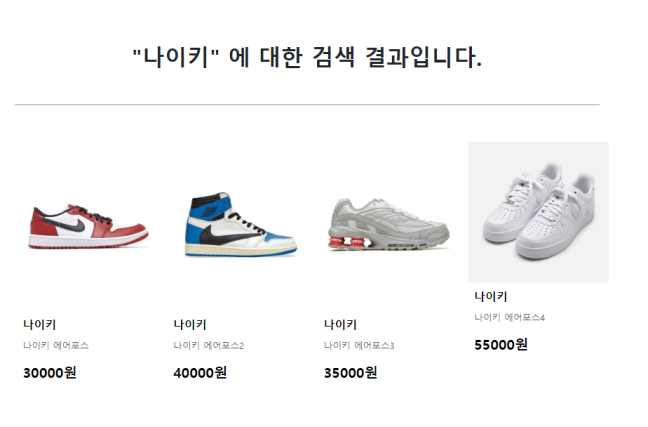 "나이키" 에 대한 검색 결과입니다.
나이키
나이키 에어포스
30000원
나이키
나이키 에어포스2
40000원
나이키
나이키 에어포스3
35000원
나이키
나이키 에어포스4
55000원